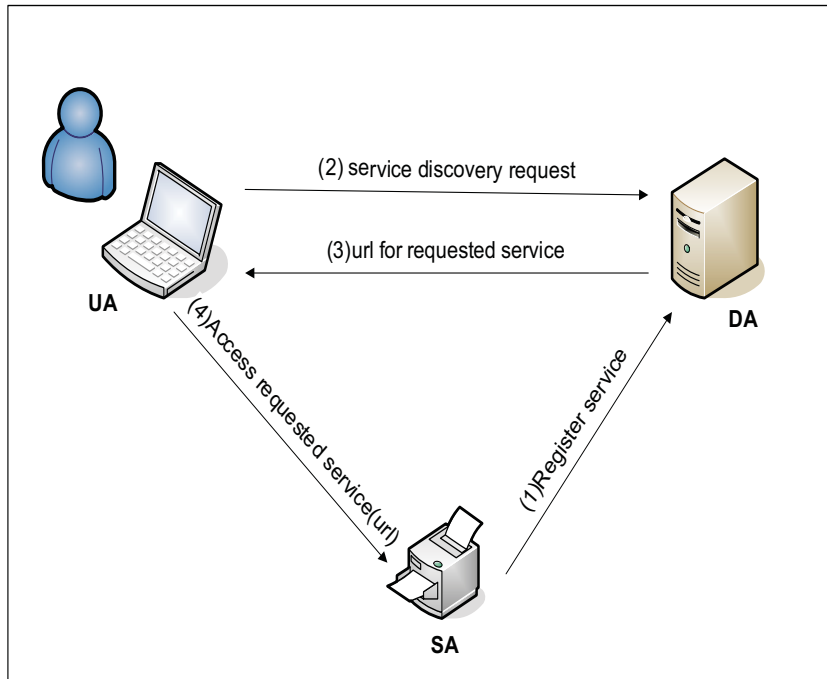 (2) service discovery request
(3)url for requested service
UA
DA
(4)Access requested service(url)
(1)Register service
SA